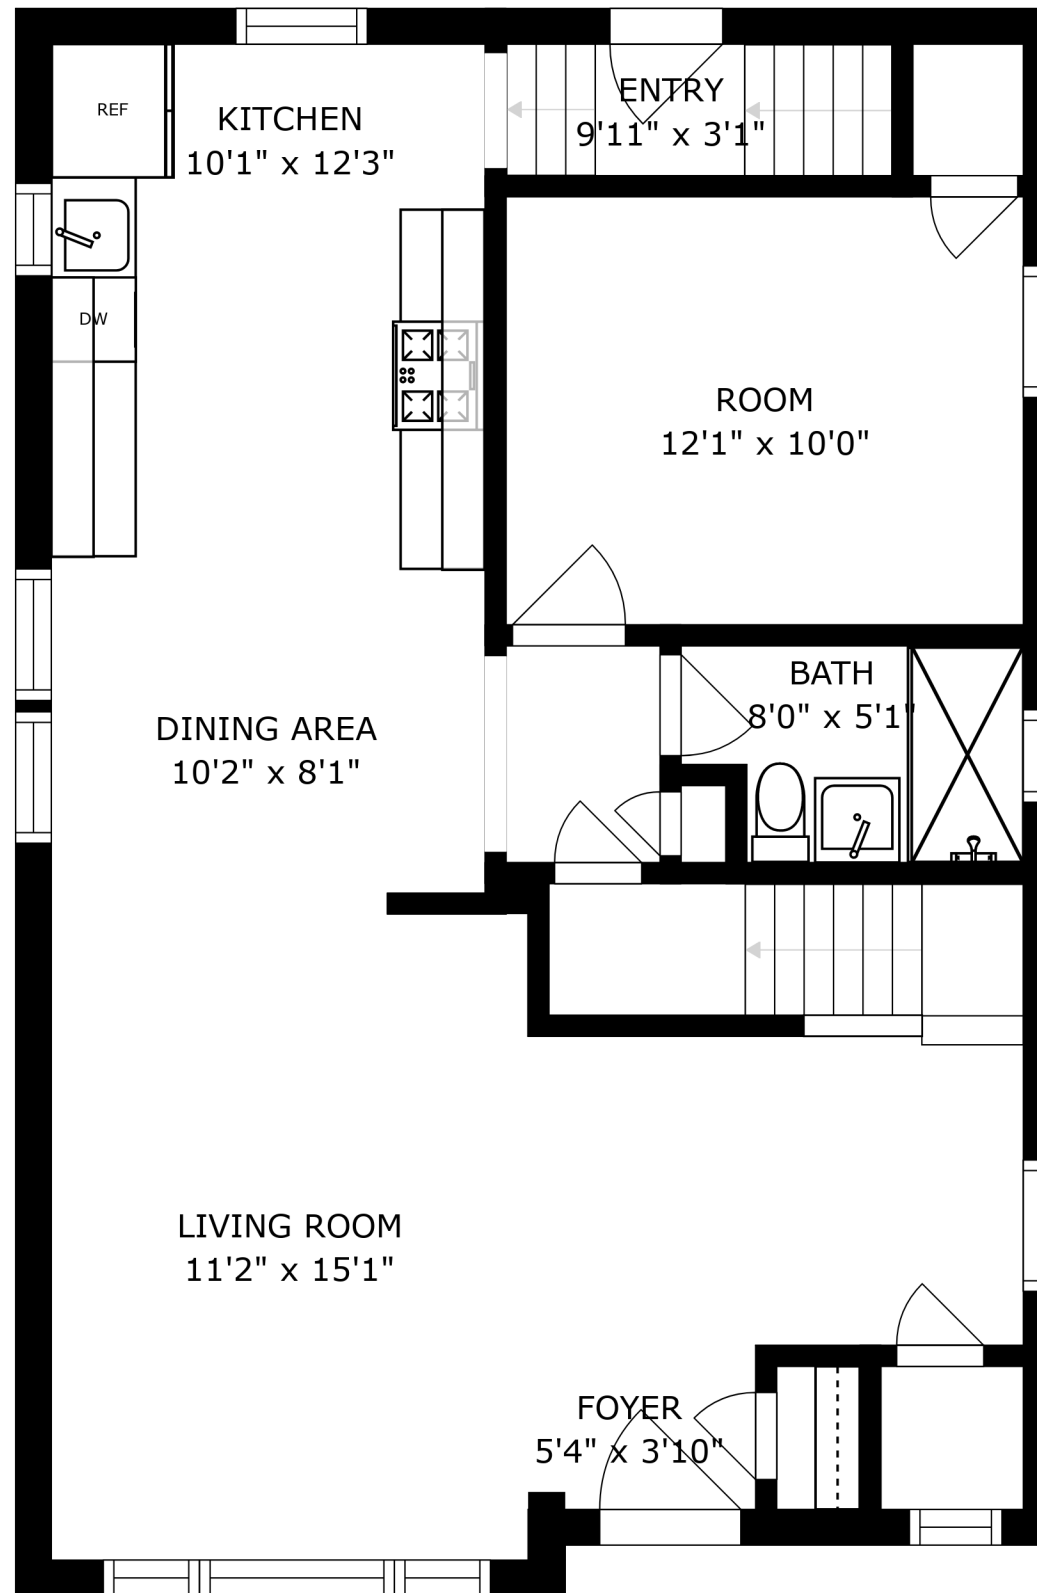 REF
KITCHEN
10'1" x 12'3"
ENTRY
9'11" x 3'1"
DW
ROOM
12'1" x 10'0"
BATH
8'0" x 5'1"
DINING AREA
10'2" x 8'1"
LIVING ROOM
11'2" x 15'1"
FOYER
5'4" x 3'10"